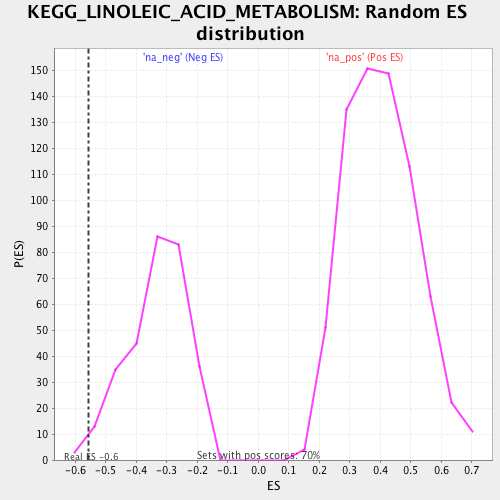 KEGG_LINOLEIC_ACID_METABOLISM: Random ES
distribution
'na_neg' (Neg ES) 'na_pos' (Pos ES)
150
140
130
120
110
100
90
80
70
60
50
40
30
20
10
0
P(ES)
Real ES -0.6 Sets with pos scores: 70%
-0.6 -0.5 -0.4 -0.3 -0.2 -0.1 0.0 0.1 0.2 0.3 0.4 0.5 0.6 0.7
ES